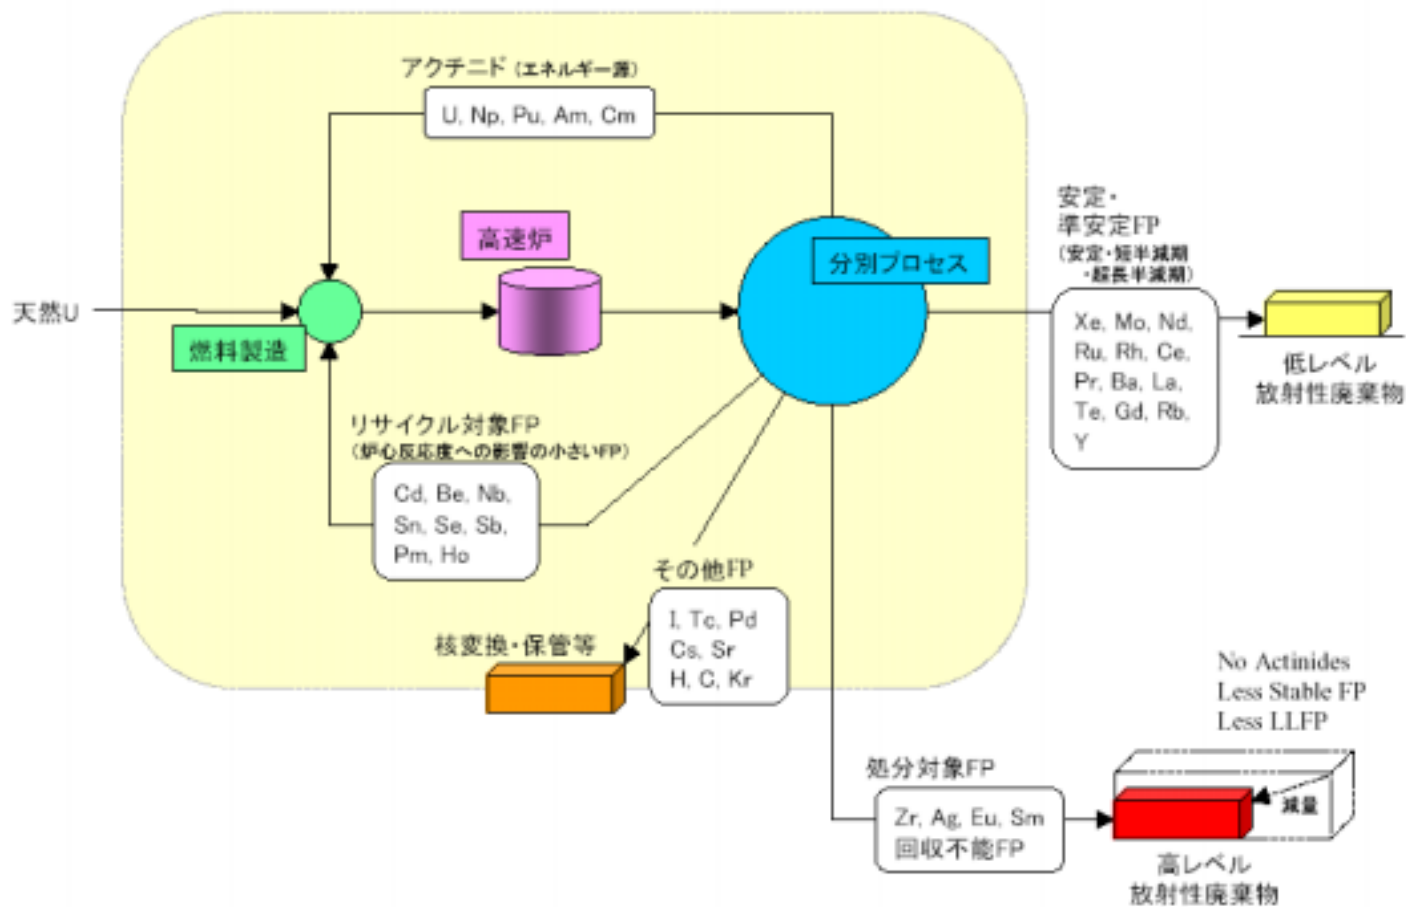 アクチニド (エネルギー源)
U, Np, Pu, Am, Cm
高速炉
分別プロセス
天然U
燃料製造
安定・
準安定FP
(安定・短半減期
・超長半減期)
Xe, Mo, Nd,
Ru, Rh, Ce,
Pr, Ba, La,
Te, Gd, Rb,
Y
低レベル
放射性廃棄物
リサイクル対象FP
(炉心反応度への影響の小さいFP)
Cd, Be, Nb,
Sn, Se, Sb,
Pm, Ho
その他FP
I, Tc, Pd
Cs, Sr
H, C, Kr
核変換・保管等
No Actinides
Less Stable FP
Less LLFP
処分対象FP
Zr, Ag, Eu, Sm
回収不能FP
減量
高レベル
放射性廃棄物